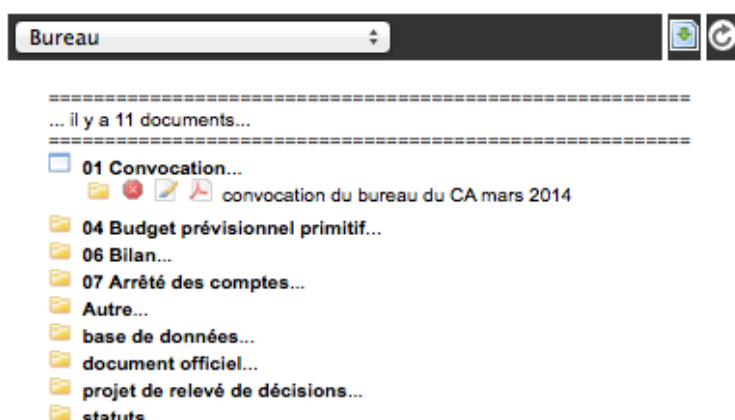 Bureau
=========================================================
... il y a 11 documents...
=========================================================
01 Convocation...
convocation du bureau du CA mars 2014
04 Budget prévisionnel primitif...
06 Bilan...
07 Arrêté des comptes...
Autre...
base de données...
document officiel...
projet de relevé de décisions...
statuts...